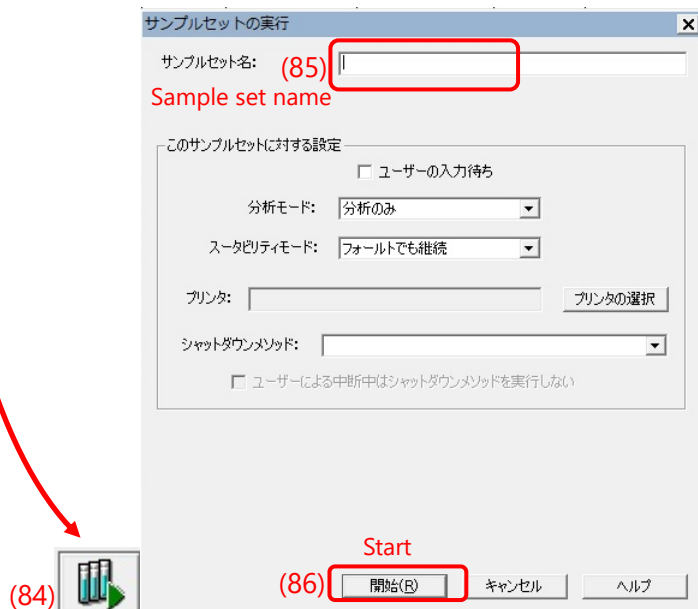 サンプルセットの実行
サンプルセット名: (85)
Sample set name
このサンプルセットに対する設定
ユーザーの入力待ち
分析モード: 分析のみ
スータビリティモード: フォールトでも継続
プリンタ: プリンタの選択
シャットダウンメソッド:
ユーザーによる中断中はシャットダウンメソッドを実行しない
Start
(84) (86) 開始(R) キャンセル ヘルプ